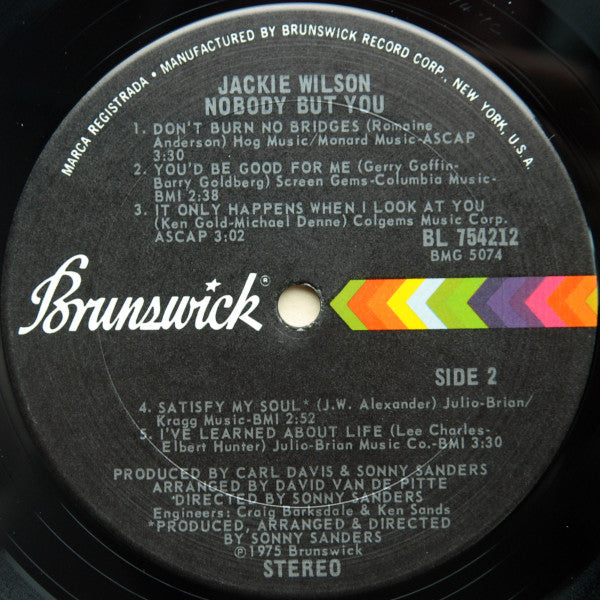 MARCA REGISTRADA • MANUFACTURED BY BRUNSWICK RECORD CORP., NEW YORK, U.S.A.
JACKIE WILSON
NOBODY BUT YOU
1. DON'T BURN NO BRIDGES (Romaine
Anderson) Hog Music/Monard Music-ASCAP
3:30
2. YOU'D BE GOOD FOR ME (Gerry Goffin-
Barry Goldberg) Screen Gems-Columbia Music-
BMI 2:38
3. IT ONLY HAPPENS WHEN I LOOK AT YOU
(Ken Gold-Michael Denne) Colgems Music Corp.
ASCAP 3:02
BL 754212
BMG 5074
Brunswick®
SIDE 2
4. SATISFY MY SOUL* (J.W. Alexander) Julio-Brian/
Kragg Music-BMI 2:52
5. I'VE LEARNED ABOUT LIFE (Lee Charles-
Elbert Hunter) Julio-Brian Music Co.-BMI 3:30
PRODUCED BY CARL DAVIS & SONNY SANDERS
ARRANGED BY DAVID VAN DE PITTE
*DIRECTED BY SONNY SANDERS
Engineers: Craig Barksdale & Ken Sands
*PRODUCED, ARRANGED & DIRECTED
BY SONNY SANDERS
℗1975 Brunswick
STEREO